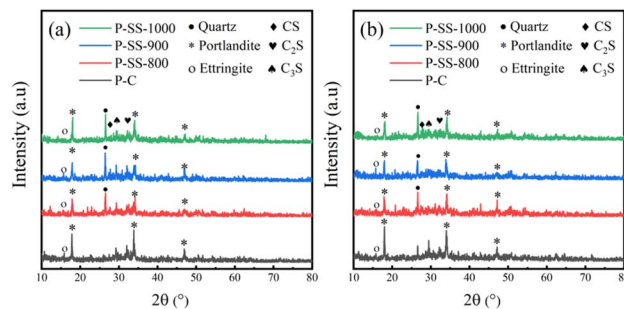 (a)
P-SS-1000
P-SS-900
P-SS-800
P-C
• Quartz
* Portlandite
o Ettringite
♦ CS
♥ C₂S
♠ C₃S
Intensity (a.u)
10 20 30 40 50 60 70 80
2θ (°)
(b)
P-SS-1000
P-SS-900
P-SS-800
P-C
• Quartz
* Portlandite
o Ettringite
♦ CS
♥ C₂S
♠ C₃S
Intensity (a.u)
10 20 30 40 50 60 70 80
2θ (°)